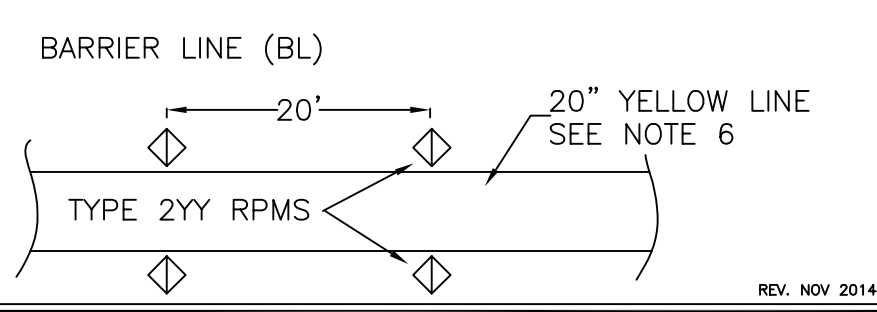 BARRIER LINE (BL)
20'
20" YELLOW LINE
SEE NOTE 6
TYPE 2YY RPMS
REV. NOV 2014